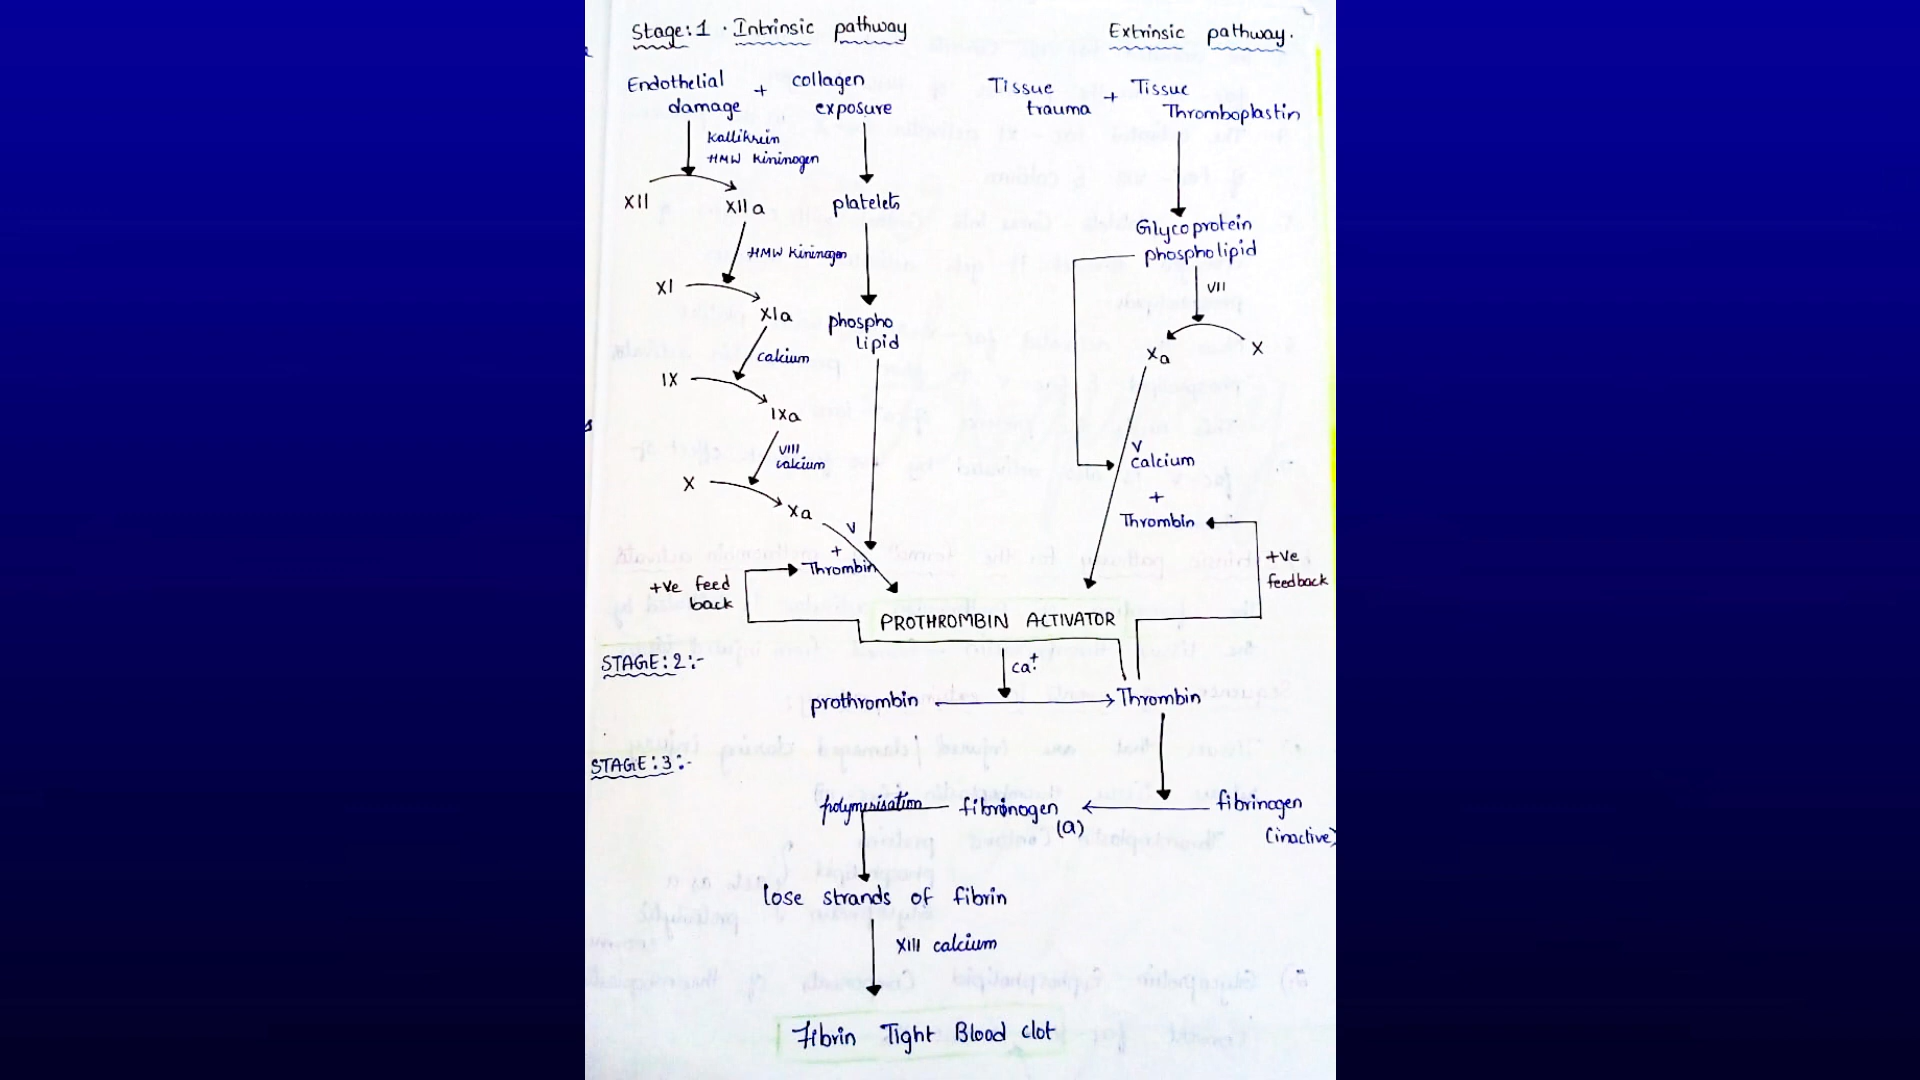 Stage:1 · Intrinsic pathway
Extrinsic pathway.
Endothelial damage + collagen exposure
Tissue trauma + Tissue Thromboplastin
Kallikrein
HMW Kininogen
XII
XIIa
platelets
Glycoprotein
phospholipid
HMW Kininogen
VII
XI
XIa
phospho
lipid
Xa
X
calcium
IX
IXa
VIII
calcium
V
calcium
+
Thrombin
X
Xa
V
+
Thrombin
+ve feed
back
+ve
feedback
PROTHROMBIN ACTIVATOR
STAGE:2:-
ca+
prothrombin
Thrombin
STAGE:3:-
polymerisation
fibrinogen
(a)
fibrinogen
(inactive)
lose strands of fibrin
XIII calcium
Fibrin Tight Blood clot